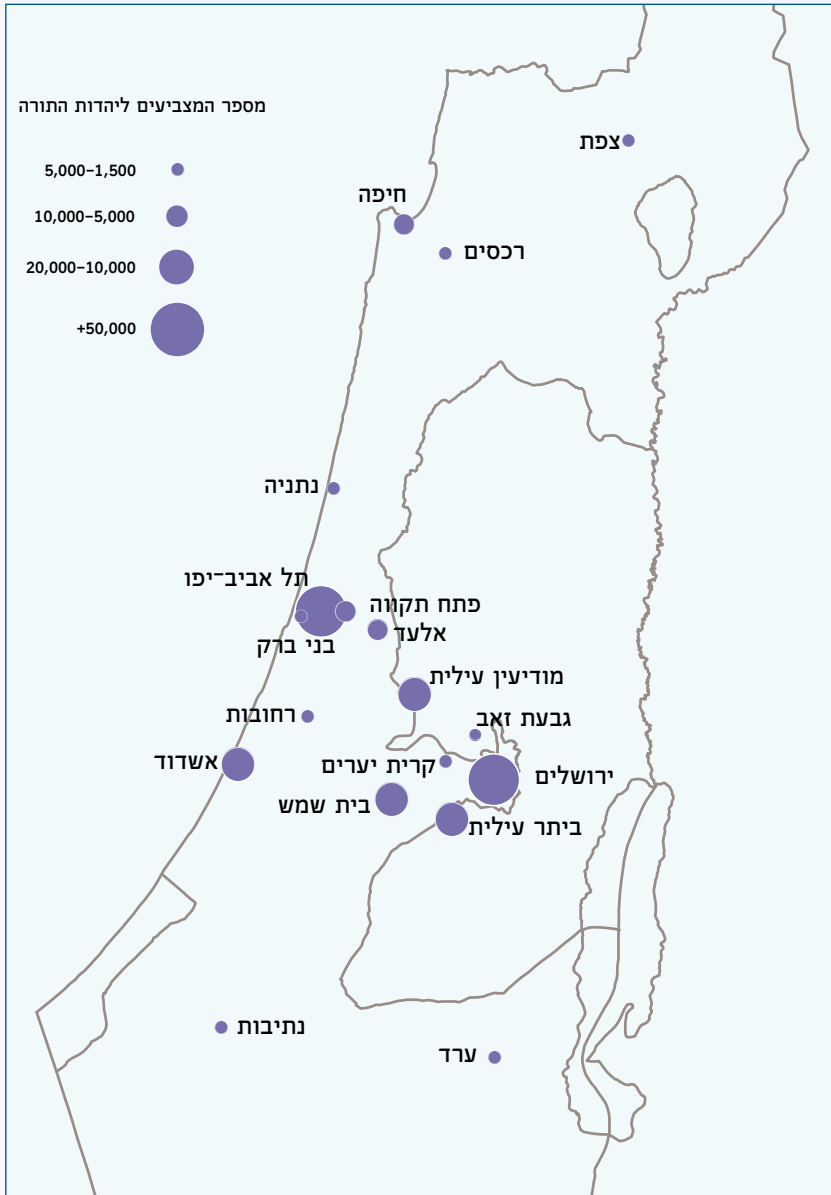 מספר המצביעים ליהדות התורה
5,000–1,500
10,000–5,000
20,000–10,000
+50,000
צפת
חיפה
רכסים
נתניה
תל אביב־יפו
פתח תקווה
אלעד
בני ברק
מודיעין עילית
רחובות
גבעת זאב
אשדוד
קרית יערים
ירושלים
בית שמש
ביתר עילית
נתיבות
ערד